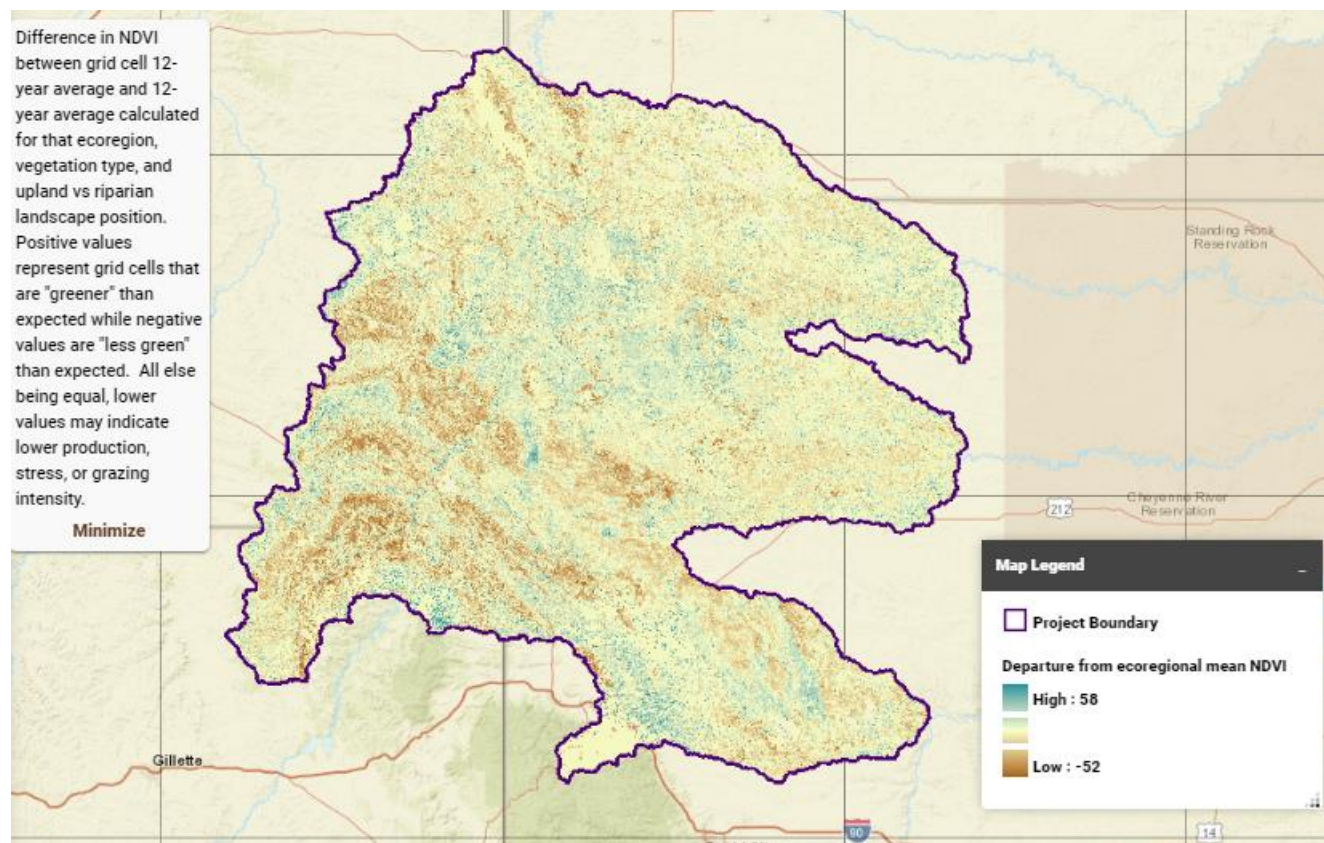 Difference in NDVI
between grid cell 12-
year average and 12-
year average calculated
for that ecoregion,
vegetation type, and
upland vs riparian
landscape position.
Positive values
represent grid cells that
are "greener" than
expected while negative
values are "less green"
than expected.  All else
being equal, lower
values may indicate
lower production,
stress, or grazing
intensity.
Minimize
Standing Rock
Reservation
Cheyenne River
Reservation
212
Map Legend
Project Boundary
Departure from ecoregional mean NDVI
High : 58
Low : -52
Gillette
90
14